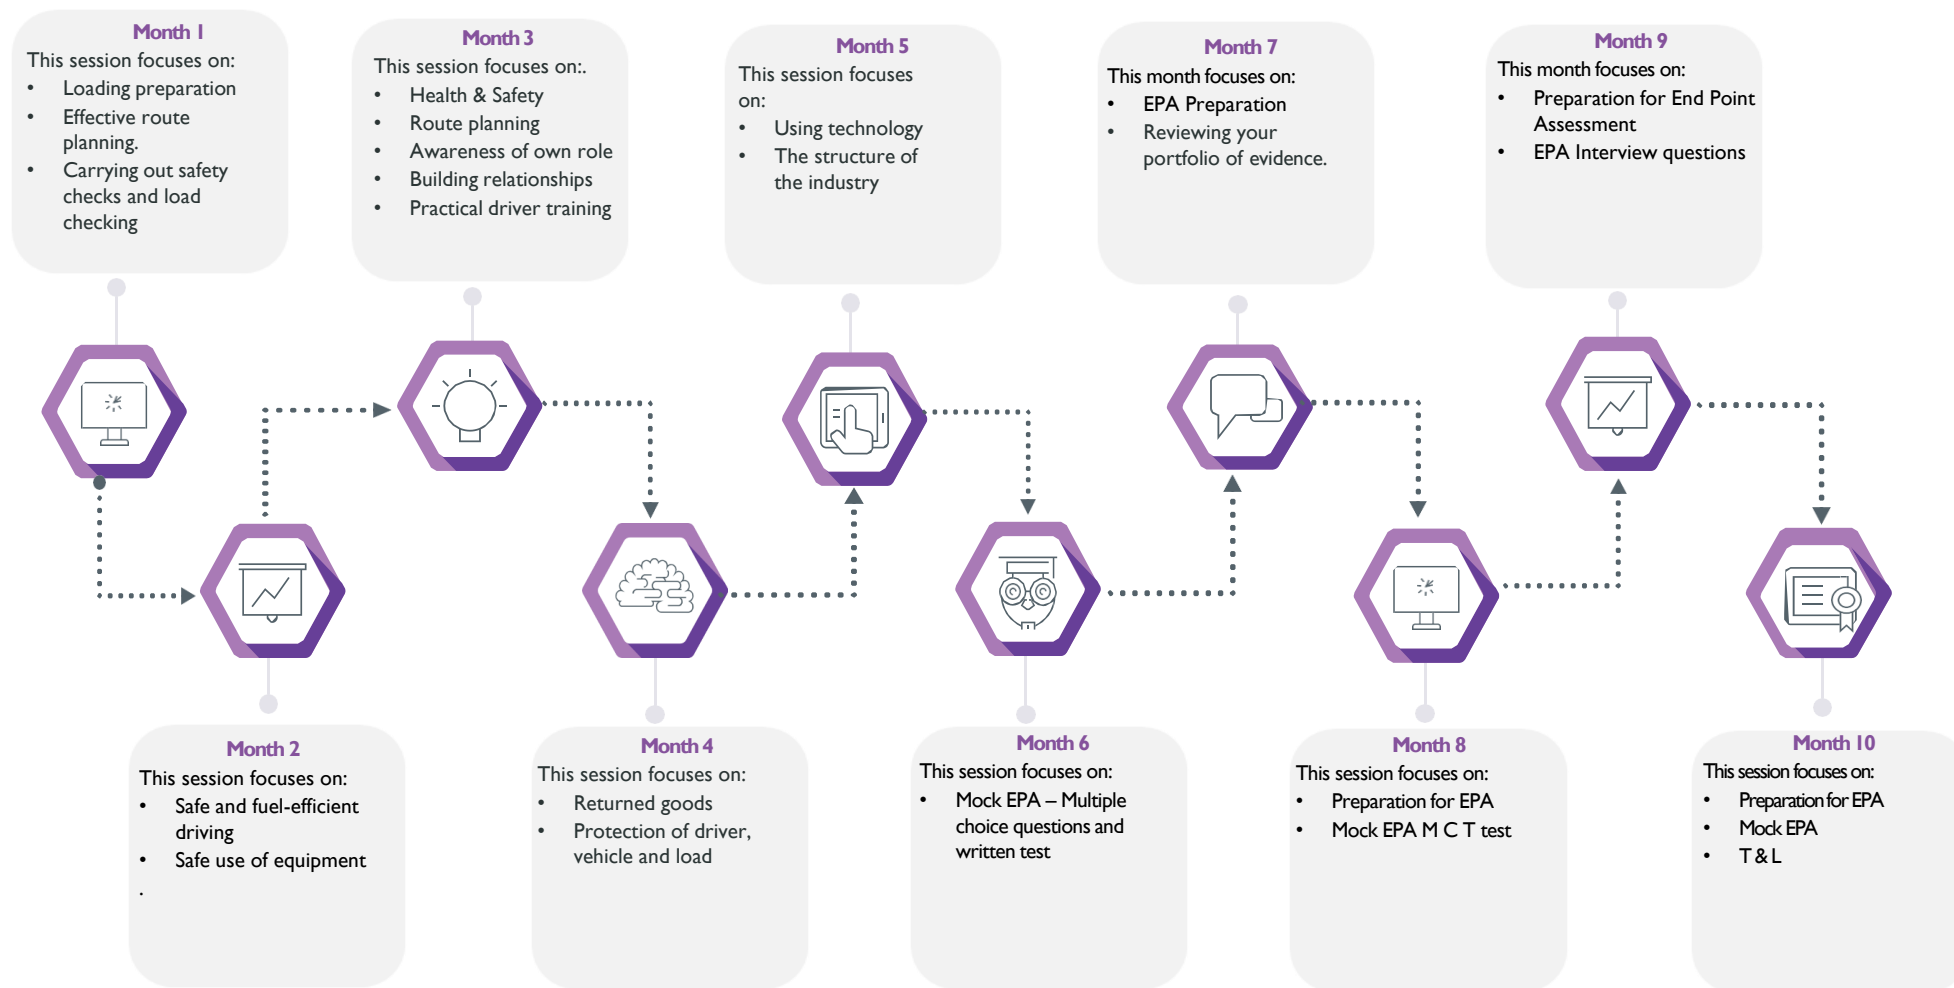 Month 1
This session focuses on:
• Loading preparation
• Effective route
planning.
• Carrying out safety
checks and load
checking
Month 3
This session focuses on:.
• Health & Safety
• Route planning
• Awareness of own role
• Building relationships
• Practical driver training
Month 5
This session focuses
on:
• Using technology
• The structure of
the industry
Month 7
This month focuses on:
• EPA Preparation
• Reviewing your
portfolio of evidence.
Month 9
This month focuses on:
• Preparation for End Point
Assessment
• EPA Interview questions
Month 2
This session focuses on:
• Safe and fuel-efficient
driving
• Safe use of equipment
.
Month 4
This session focuses on:
• Returned goods
• Protection of driver,
vehicle and load
Month 6
This session focuses on:
• Mock EPA – Multiple
choice questions and
written test
Month 8
This session focuses on:
• Preparation for EPA
• Mock EPA M C T test
Month 10
This session focuses on:
• Preparation for EPA
• Mock EPA
• T & L